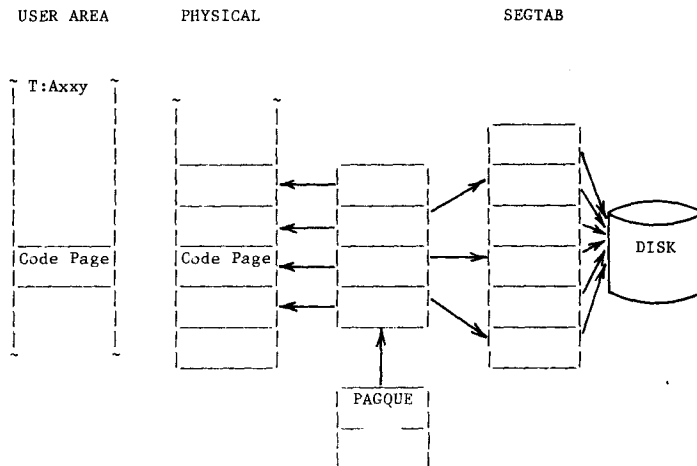 USER AREA PHYSICAL SEGTAB
T:Axxy
Code Page Code Page DISK
PAGQUE